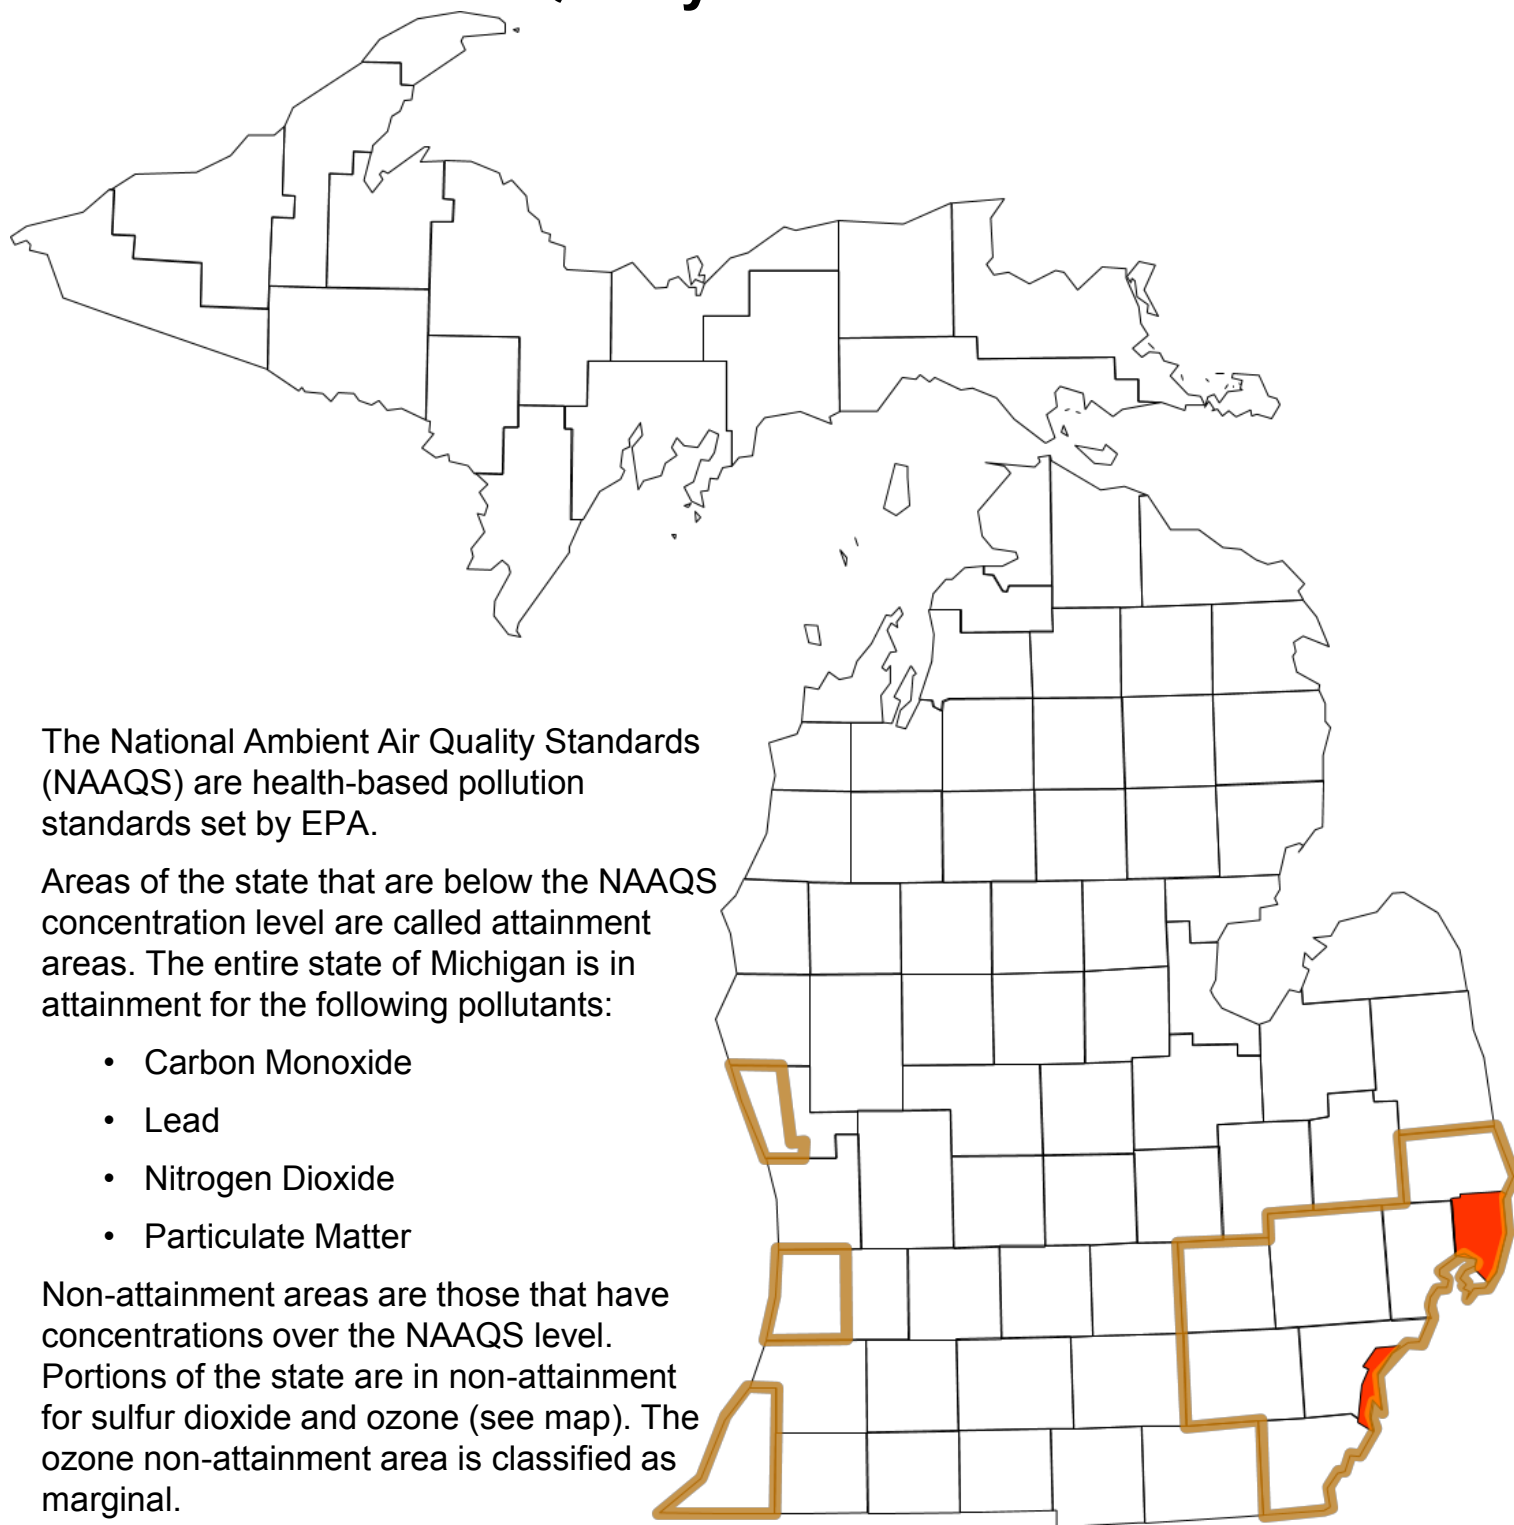 The National Ambient Air Quality Standards
(NAAQS) are health-based pollution
standards set by EPA.
Areas of the state that are below the NAAQS
concentration level are called attainment
areas. The entire state of Michigan is in
attainment for the following pollutants:
• Carbon Monoxide
• Lead
• Nitrogen Dioxide
• Particulate Matter
Non-attainment areas are those that have
concentrations over the NAAQS level.
Portions of the state are in non-attainment
for sulfur dioxide and ozone (see map). The
ozone non-attainment area is classified as
marginal.